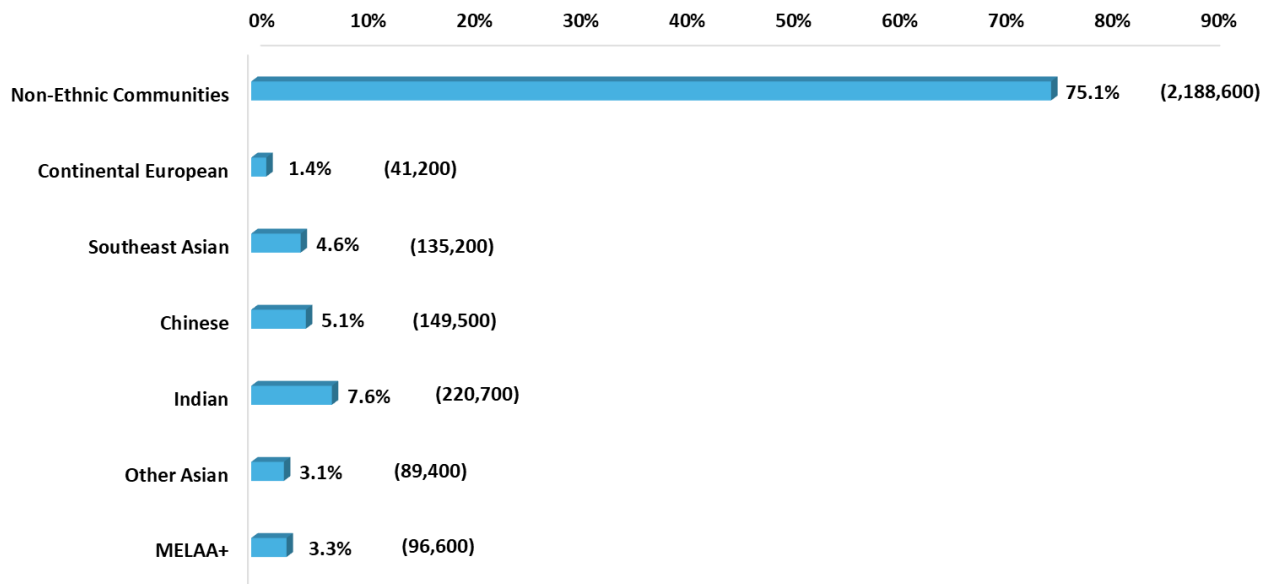 0% 10% 20% 30% 40% 50% 60% 70% 80% 90%
Non-Ethnic Communities 75.1% (2,188,600)
Continental European 1.4% (41,200)
Southeast Asian 4.6% (135,200)
Chinese 5.1% (149,500)
Indian 7.6% (220,700)
Other Asian 3.1% (89,400)
MELAA+ 3.3% (96,600)